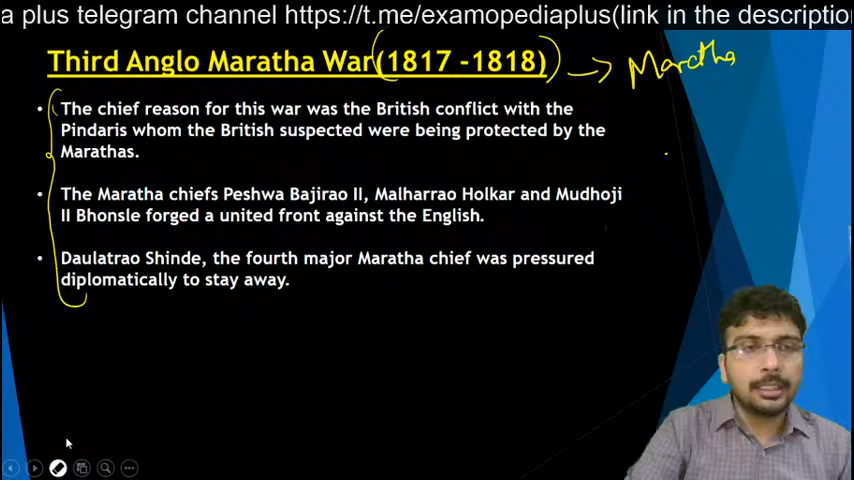 a plus telegram channel https://t.me/examopediaplus(link in the description
Third Anglo Maratha War(1817 -1818) → Maratha
• The chief reason for this war was the British conflict with the
Pindaris whom the British suspected were being protected by the
Marathas.
• The Maratha chiefs Peshwa Bajirao II, Malharrao Holkar and Mudhoji
II Bhonsle forged a united front against the English.
• Daulatrao Shinde, the fourth major Maratha chief was pressured
diplomatically to stay away.